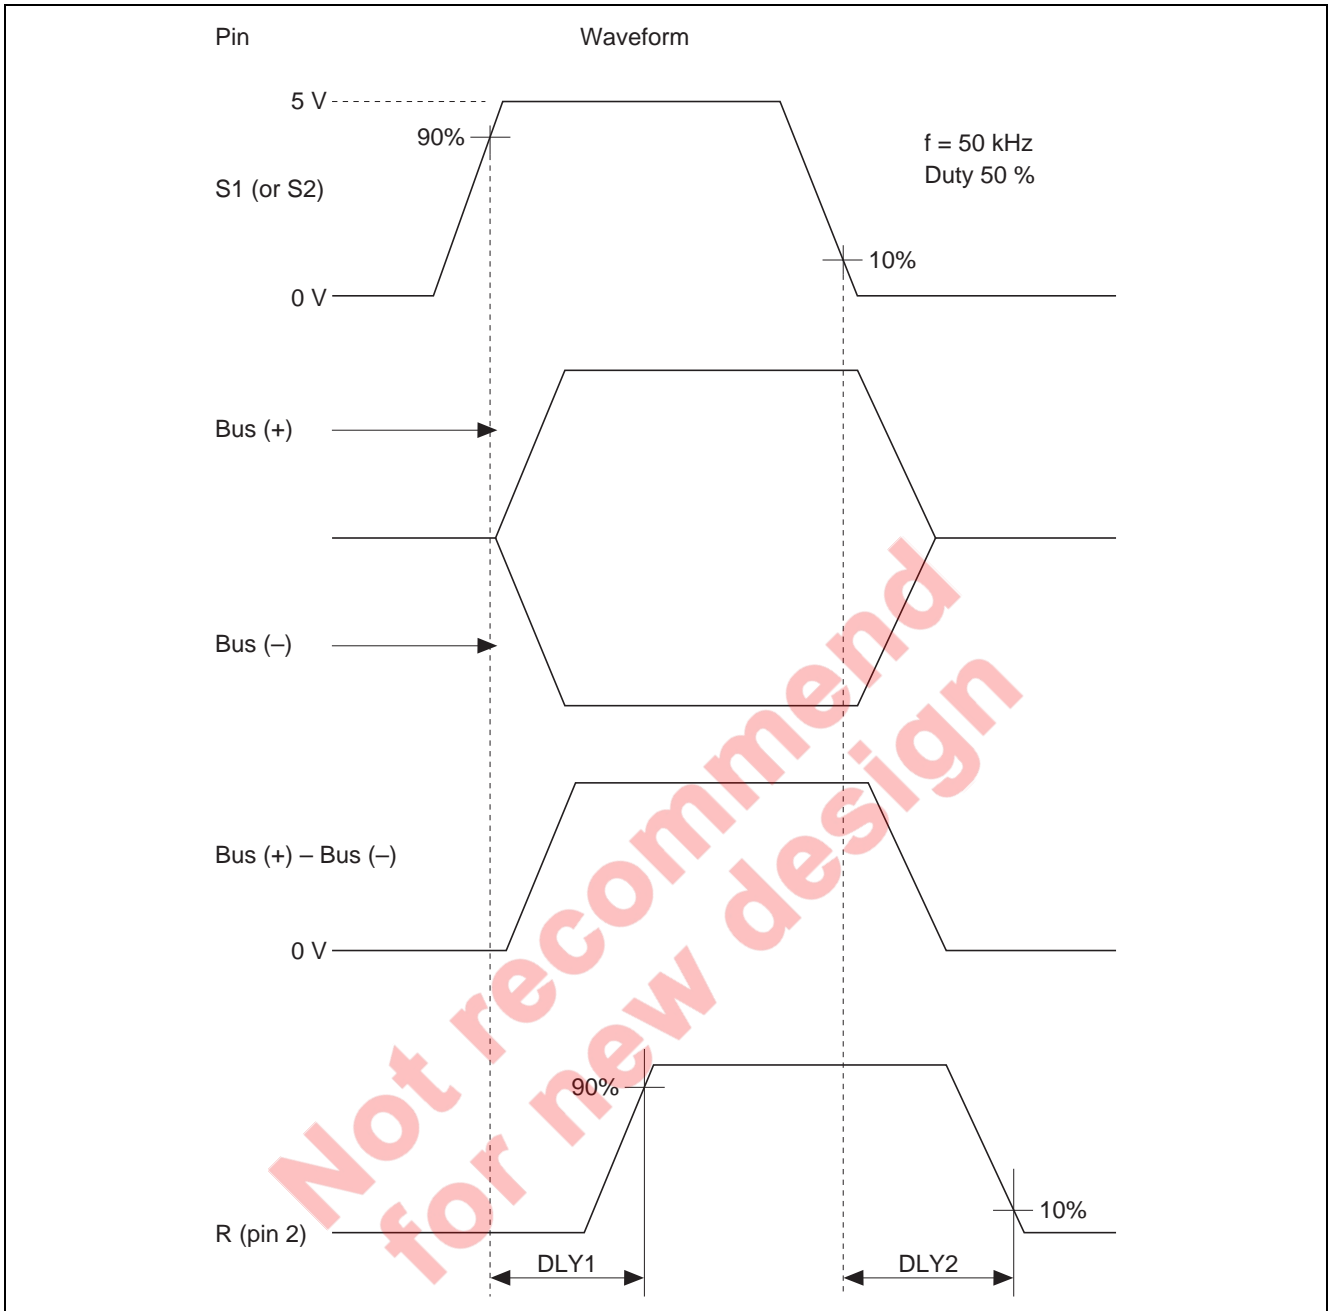 Pin Waveform
5 V
90%
f = 50 kHz
Duty 50 %
S1 (or S2)
10%
0 V
Bus (+)
Bus (–)
Bus (+) – Bus (–)
0 V
90%
10%
R (pin 2)
DLY1 DLY2
Not recommend
for new design